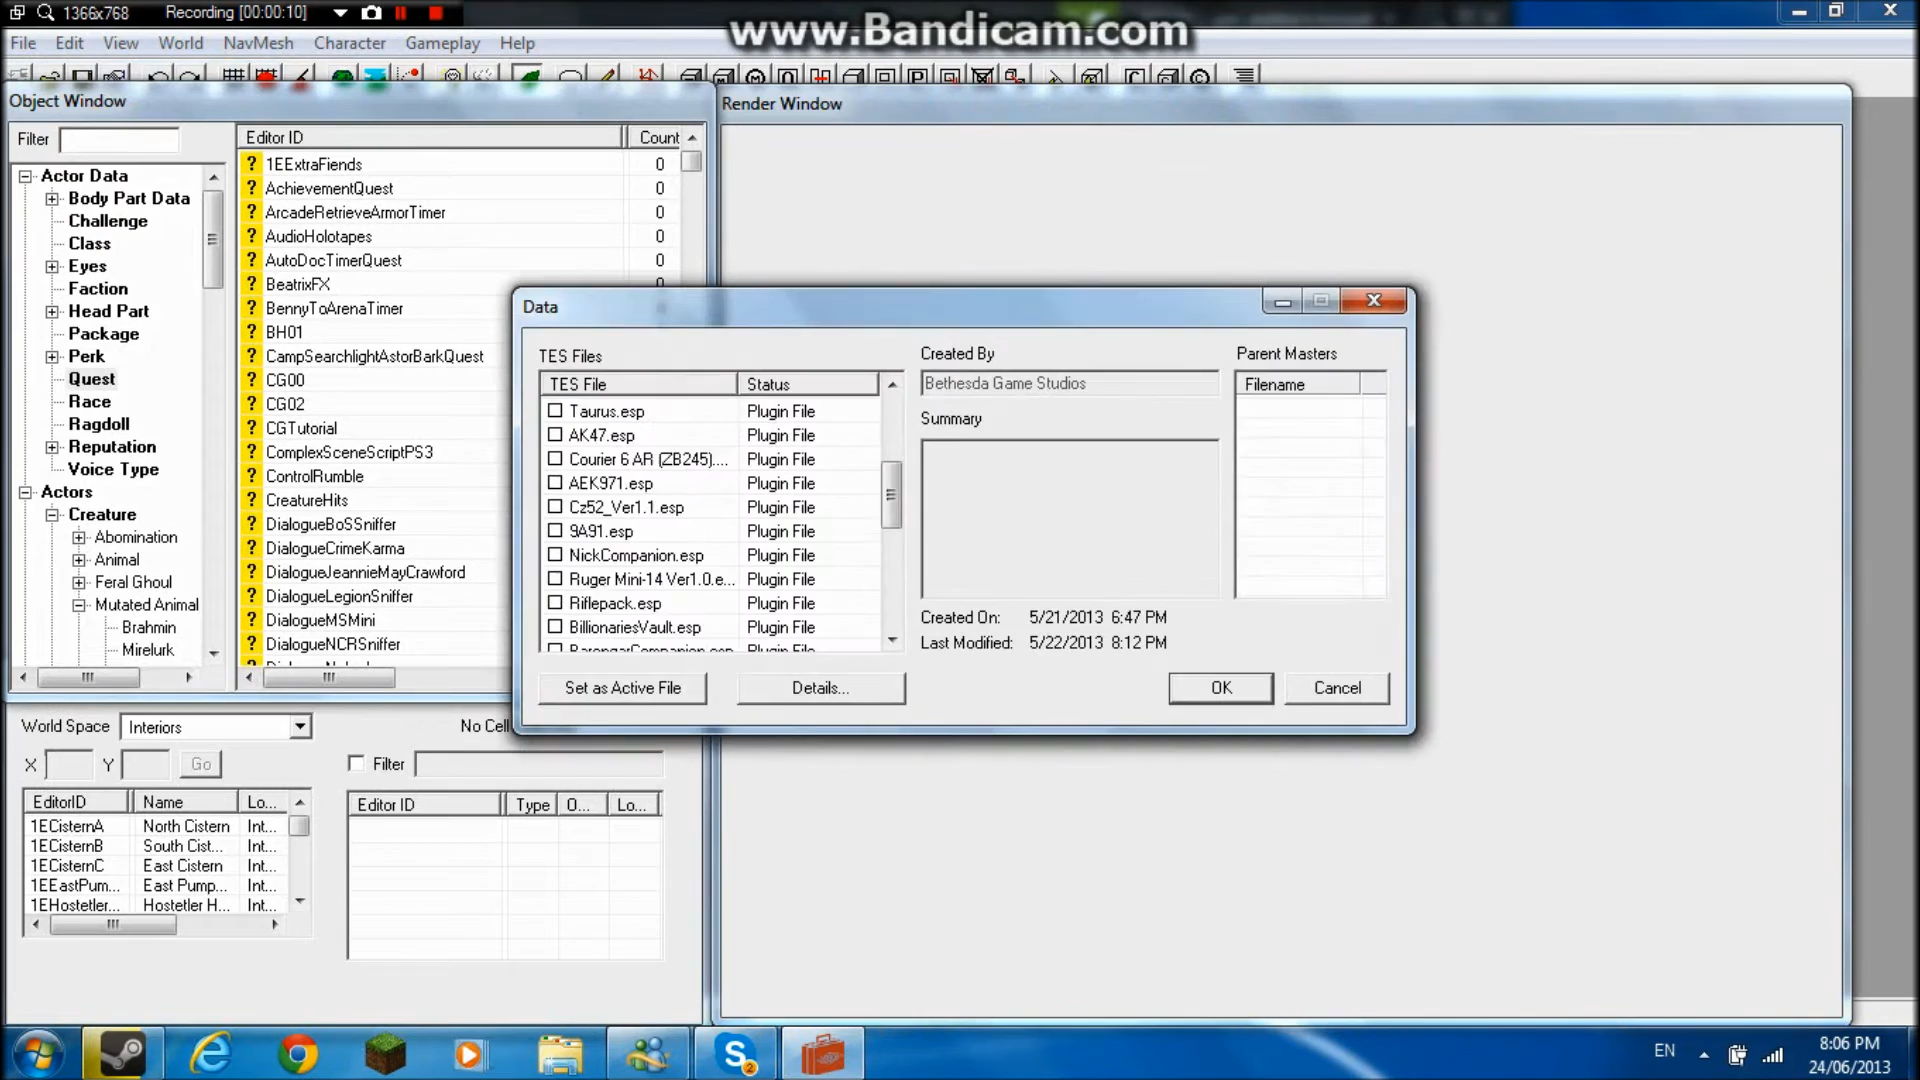 1366x768 Recording [00:00:10]
www.Bandicam.com
File Edit View World NavMesh Character Gameplay Help
Object Window
Render Window
Filter
Editor ID Count
Actor Data
Body Part Data
Challenge
Class
Eyes
Faction
Head Part
Package
Perk
Quest
Race
Ragdoll
Reputation
Voice Type
Actors
Creature
Abomination
Animal
Feral Ghoul
Mutated Animal
Brahmin
Mirelurk
? 1EExtraFiends 0
? AchievementQuest 0
? ArcadeRetrieveArmorTimer 0
? AudioHolotapes 0
? AutoDocTimerQuest 0
? BeatrixFX 0
? BennyToArenaTimer
? BH01
? CampSearchlightAstorBarkQuest
? CG00
? CG02
? CGTutorial
? ComplexSceneScriptPS3
? ControlRumble
? CreatureHits
? DialogueBoSSniffer
? DialogueCrimeKarma
? DialogueJeannieMayCrawford
? DialogueLegionSniffer
? DialogueMSMini
? DialogueNCRSniffer
Data
TES Files
TES File Status
Taurus.esp Plugin File
AK47.esp Plugin File
Courier 6 AR (ZB245).... Plugin File
AEK971.esp Plugin File
Cz52_Ver1.1.esp Plugin File
9A91.esp Plugin File
NickCompanion.esp Plugin File
Ruger Mini-14 Ver1.0.e... Plugin File
Riflepack.esp Plugin File
BillionariesVault.esp Plugin File
Created By
Bethesda Game Studios
Summary
Parent Masters
Filename
Created On: 5/21/2013 6:47 PM
Last Modified: 5/22/2013 8:12 PM
Set as Active File Details... OK Cancel
World Space Interiors No Cell
X Y Go Filter
EditorID Name Lo...
1ECisternA North Cistern Int...
1ECisternB South Cist... Int...
1ECisternC East Cistern Int...
1EEastPum... East Pump... Int...
1EHostetler... Hostetler H... Int...
Editor ID Type O... Lo...
EN
8:06 PM
24/06/2013